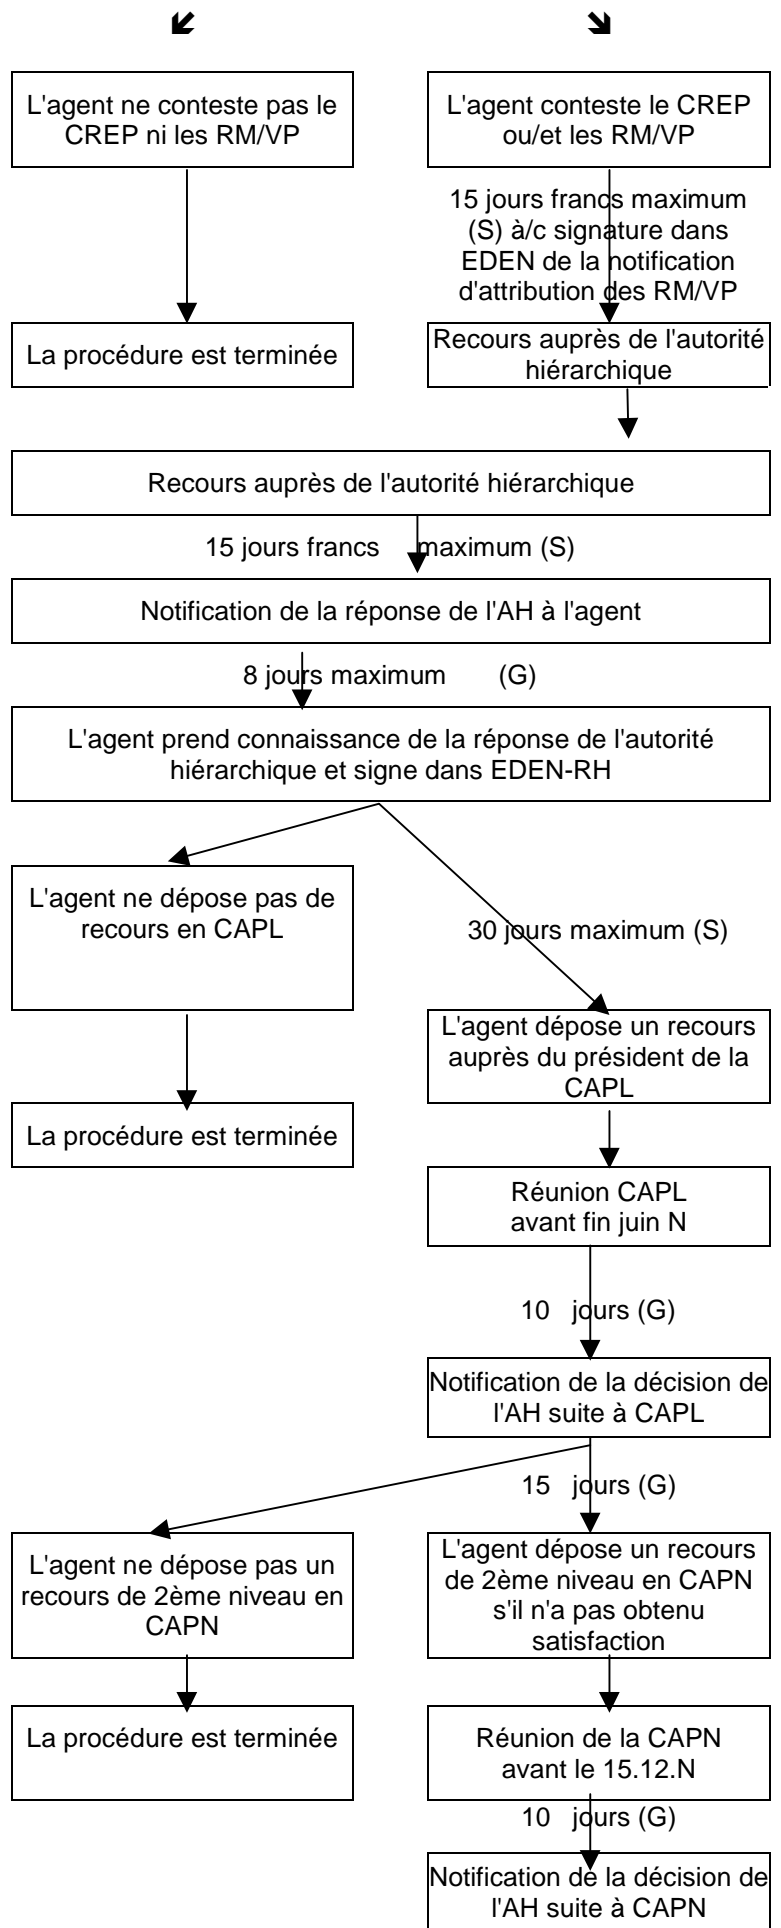 L'agent ne conteste pas le
CREP ni les RM/VP
L'agent conteste le CREP
ou/et les RM/VP
15 jours francs maximum
(S) à/c signature dans
EDEN de la notification
d'attribution des RM/VP
La procédure est terminée
Recours auprès de l'autorité
hiérarchique
Recours auprès de l'autorité hiérarchique
15 jours francs maximum (S)
Notification de la réponse de l'AH à l'agent
8 jours maximum (G)
L'agent prend connaissance de la réponse de l'autorité
hiérarchique et signe dans EDEN-RH
L'agent ne dépose pas de
recours en CAPL
30 jours maximum (S)
L'agent dépose un recours
auprès du président de la
CAPL
La procédure est terminée
Réunion CAPL
avant fin juin N
10 jours (G)
Notification de la décision de
l'AH suite à CAPL
15 jours (G)
L'agent ne dépose pas un
recours de 2ème niveau en
CAPN
L'agent dépose un recours
de 2ème niveau en CAPN
s'il n'a pas obtenu
satisfaction
La procédure est terminée
Réunion de la CAPN
avant le 15.12.N
10 jours (G)
Notification de la décision de
l'AH suite à CAPN